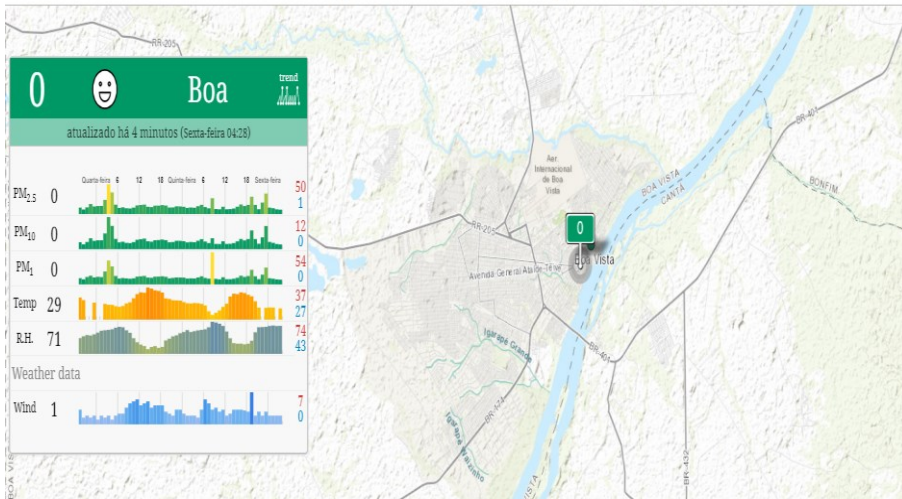 0 Boa trend
atualizado há 4 minutos (Sexta-feira 04:28)
Quarta-feira 6 12 18 Quinta-feira 6 12 18 Sexta-feira
PM2.5 0 50 1
PM10 0 12 0
PM1 0 54 0
Temp 29 37 27
R.H. 71 74 43
Weather data
Wind 1 7 0
RR-205
Aer.
Internacional
de Boa
Vista
BOA VISTA
CANTÁ
BR-401
BONFIM
RR-205
0
Boa Vista
Avenida General Ataíde Teive
Igarapé Grande
BR-401
BR-174
BR-432
VISTA
BOA VIS